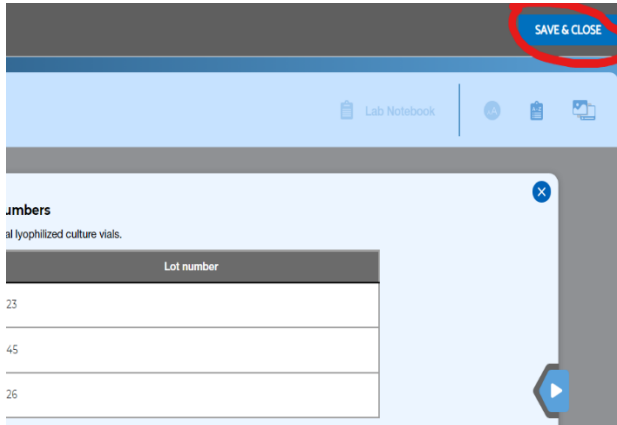 SAVE & CLOSE
Lab Notebook
umbers
al lyophilized culture vials.
Lot number
23
45
26